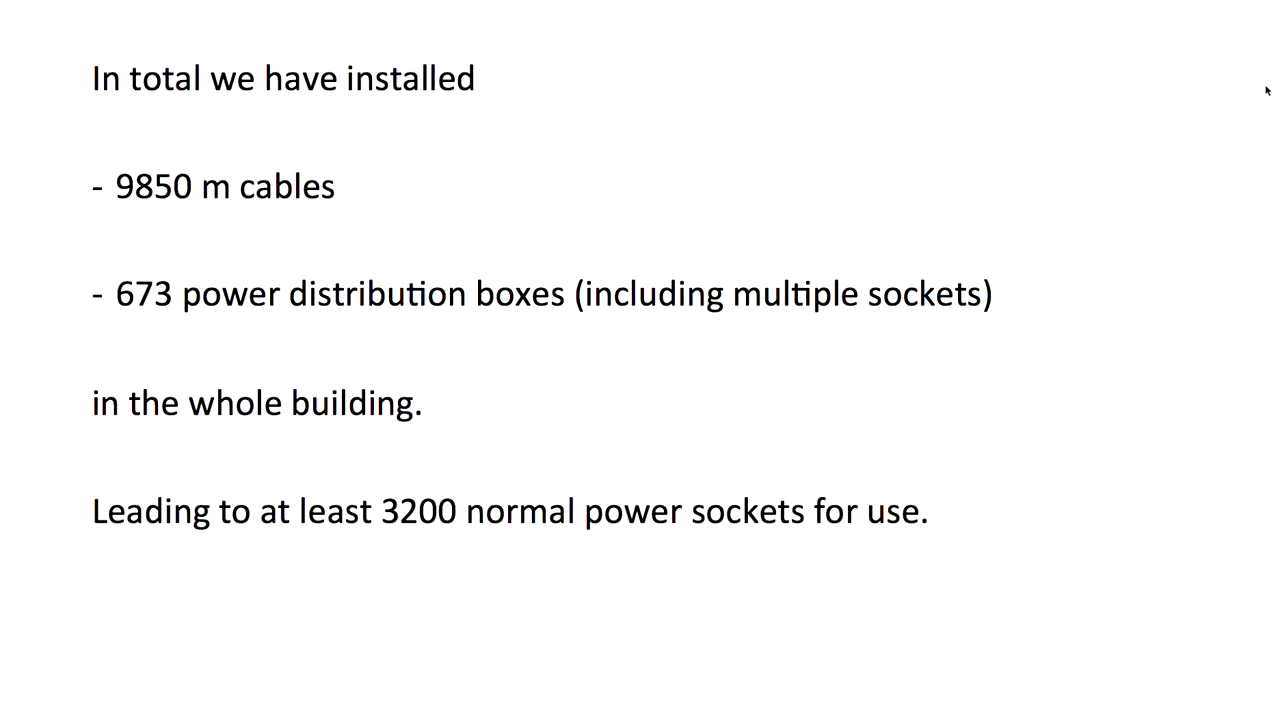 In total we have installed
- 9850 m cables
- 673 power distribution boxes (including multiple sockets)
in the whole building.
Leading to at least 3200 normal power sockets for use.